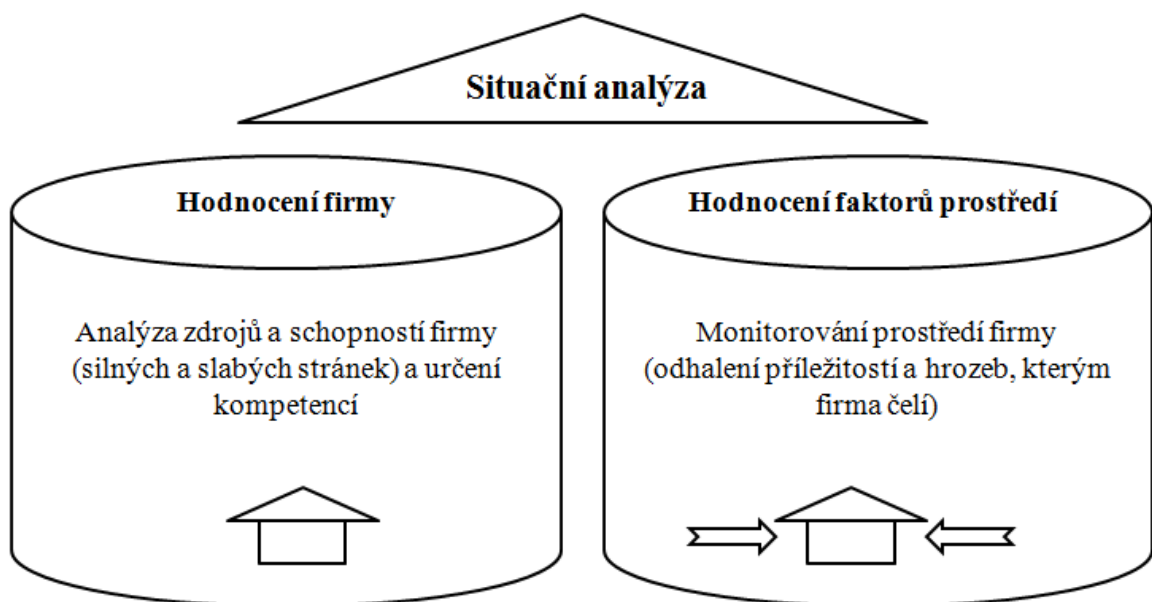 Situační analýza
Hodnocení firmy
Analýza zdrojů a schopností firmy
(silných a slabých stránek) a určení
kompetencí
Hodnocení faktorů prostředí
Monitorování prostředí firmy
(odhalení příležitostí a hrozeb, kterým
firma čelí)